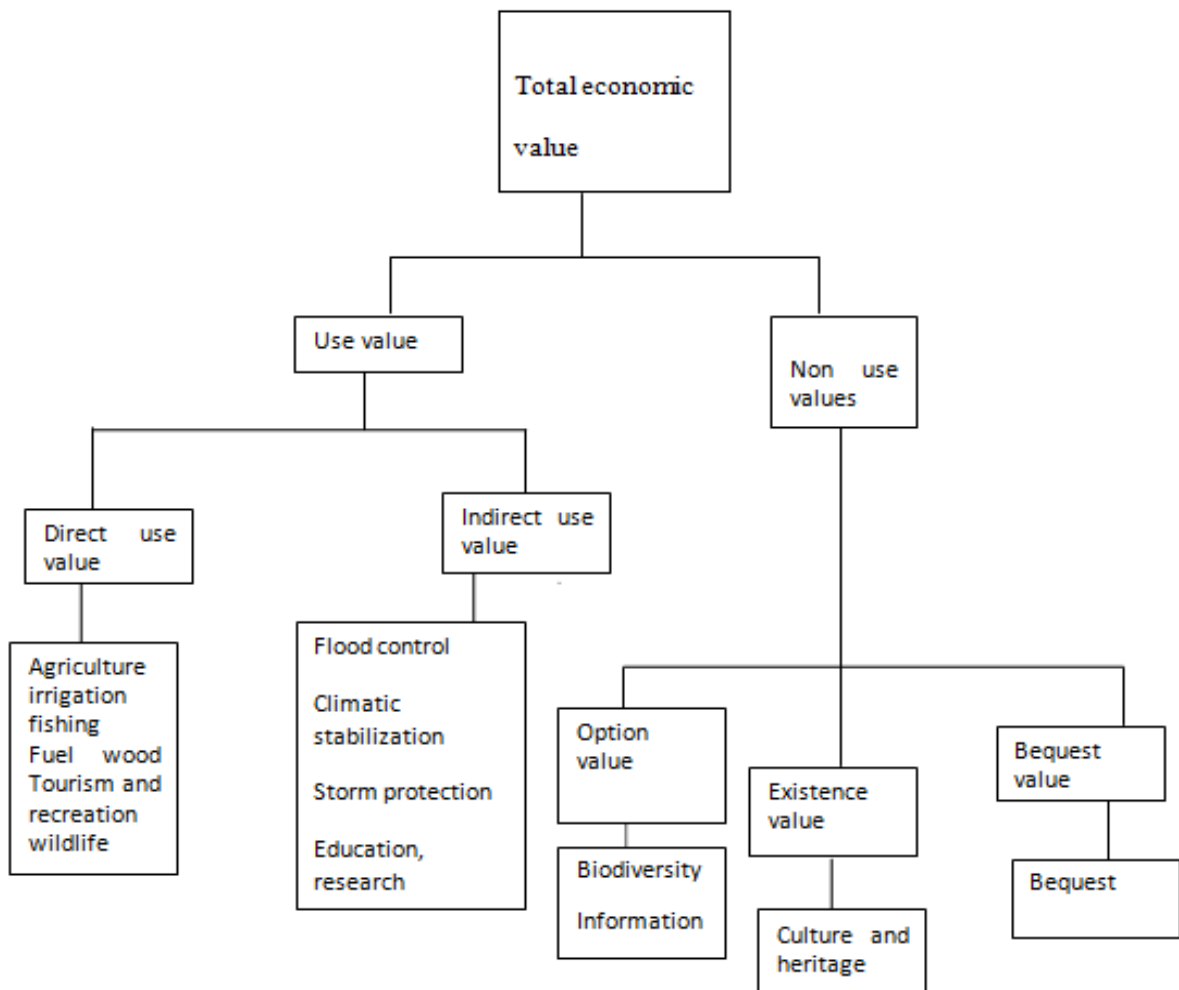 Total economic
value
Use value
Non use
values
Direct use
value
Indirect use
value
Agriculture
irrigation
fishing
Fuel wood
Tourism and
recreation
wildlife
Flood control
Climatic
stabilization
Storm protection
Education,
research
Option
value
Existence
value
Bequest
value
Biodiversity
Information
Culture and
heritage
Bequest